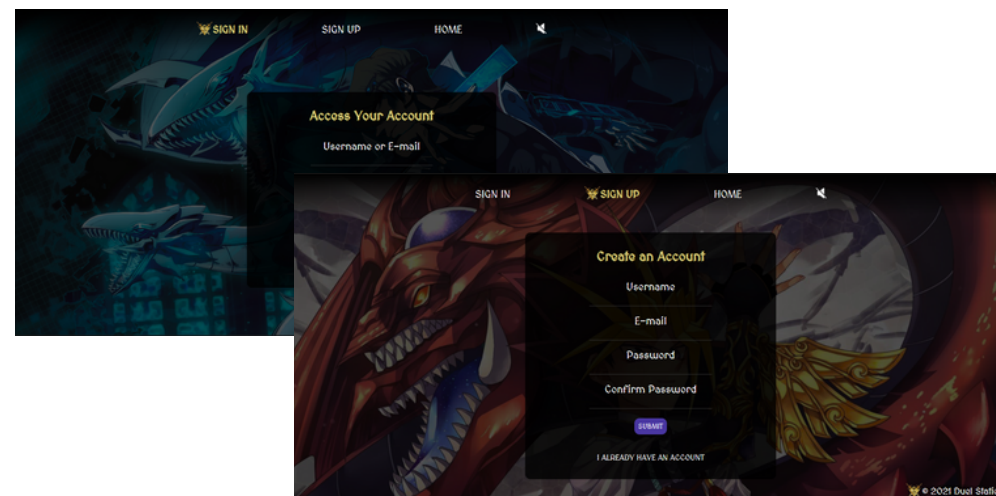 SIGN IN SIGN UP HOME
Access Your Account
Username or E-mail
SIGN IN SIGN UP HOME
Create an Account
Username
E-mail
Password
Confirm Password
SUBMIT
I ALREADY HAVE AN ACCOUNT
© 2021 Duel Statio